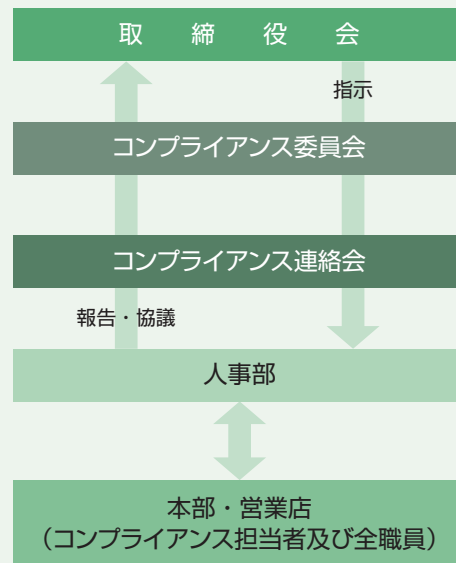 取締役会
指示
コンプライアンス委員会
コンプライアンス連絡会
報告・協議
人事部
本部・営業店
（コンプライアンス担当者及び全職員）